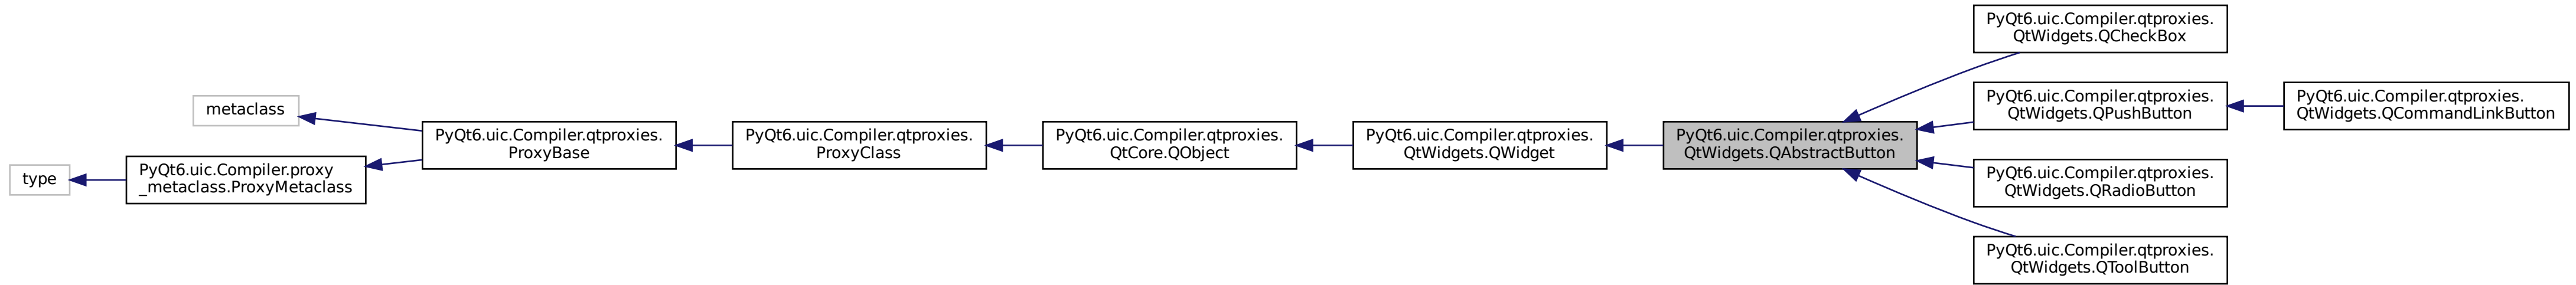 type
metaclass
PyQt6.uic.Compiler.proxy
_metaclass.ProxyMetaclass
PyQt6.uic.Compiler.qtproxies.
ProxyBase
PyQt6.uic.Compiler.qtproxies.
ProxyClass
PyQt6.uic.Compiler.qtproxies.
QtCore.QObject
PyQt6.uic.Compiler.qtproxies.
QtWidgets.QWidget
PyQt6.uic.Compiler.qtproxies.
QtWidgets.QAbstractButton
PyQt6.uic.Compiler.qtproxies.
QtWidgets.QCheckBox
PyQt6.uic.Compiler.qtproxies.
QtWidgets.QPushButton
PyQt6.uic.Compiler.qtproxies.
QtWidgets.QCommandLinkButton
PyQt6.uic.Compiler.qtproxies.
QtWidgets.QRadioButton
PyQt6.uic.Compiler.qtproxies.
QtWidgets.QToolButton